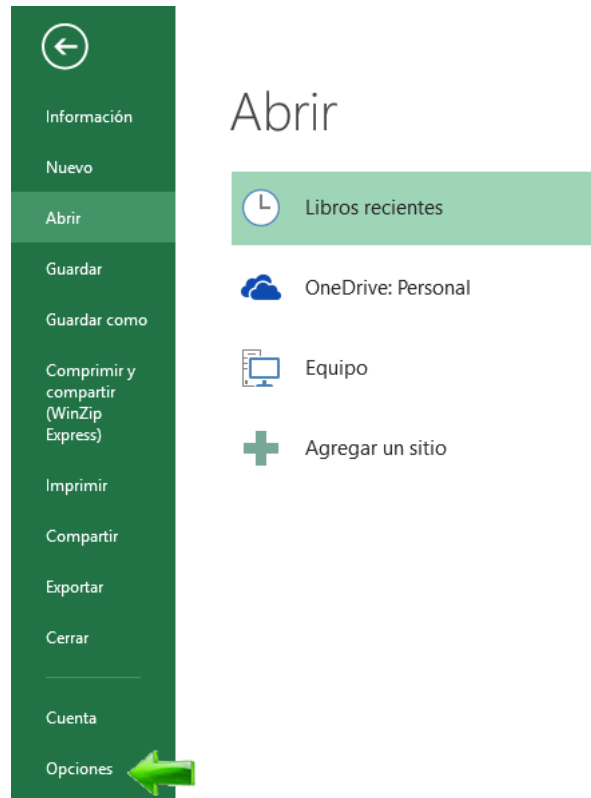 Información
Nuevo
Abrir
Guardar
Guardar como
Comprimir y
compartir
(WinZip
Express)
Imprimir
Compartir
Exportar
Cerrar
Cuenta
Opciones
Abrir
Libros recientes
OneDrive: Personal
Equipo
Agregar un sitio